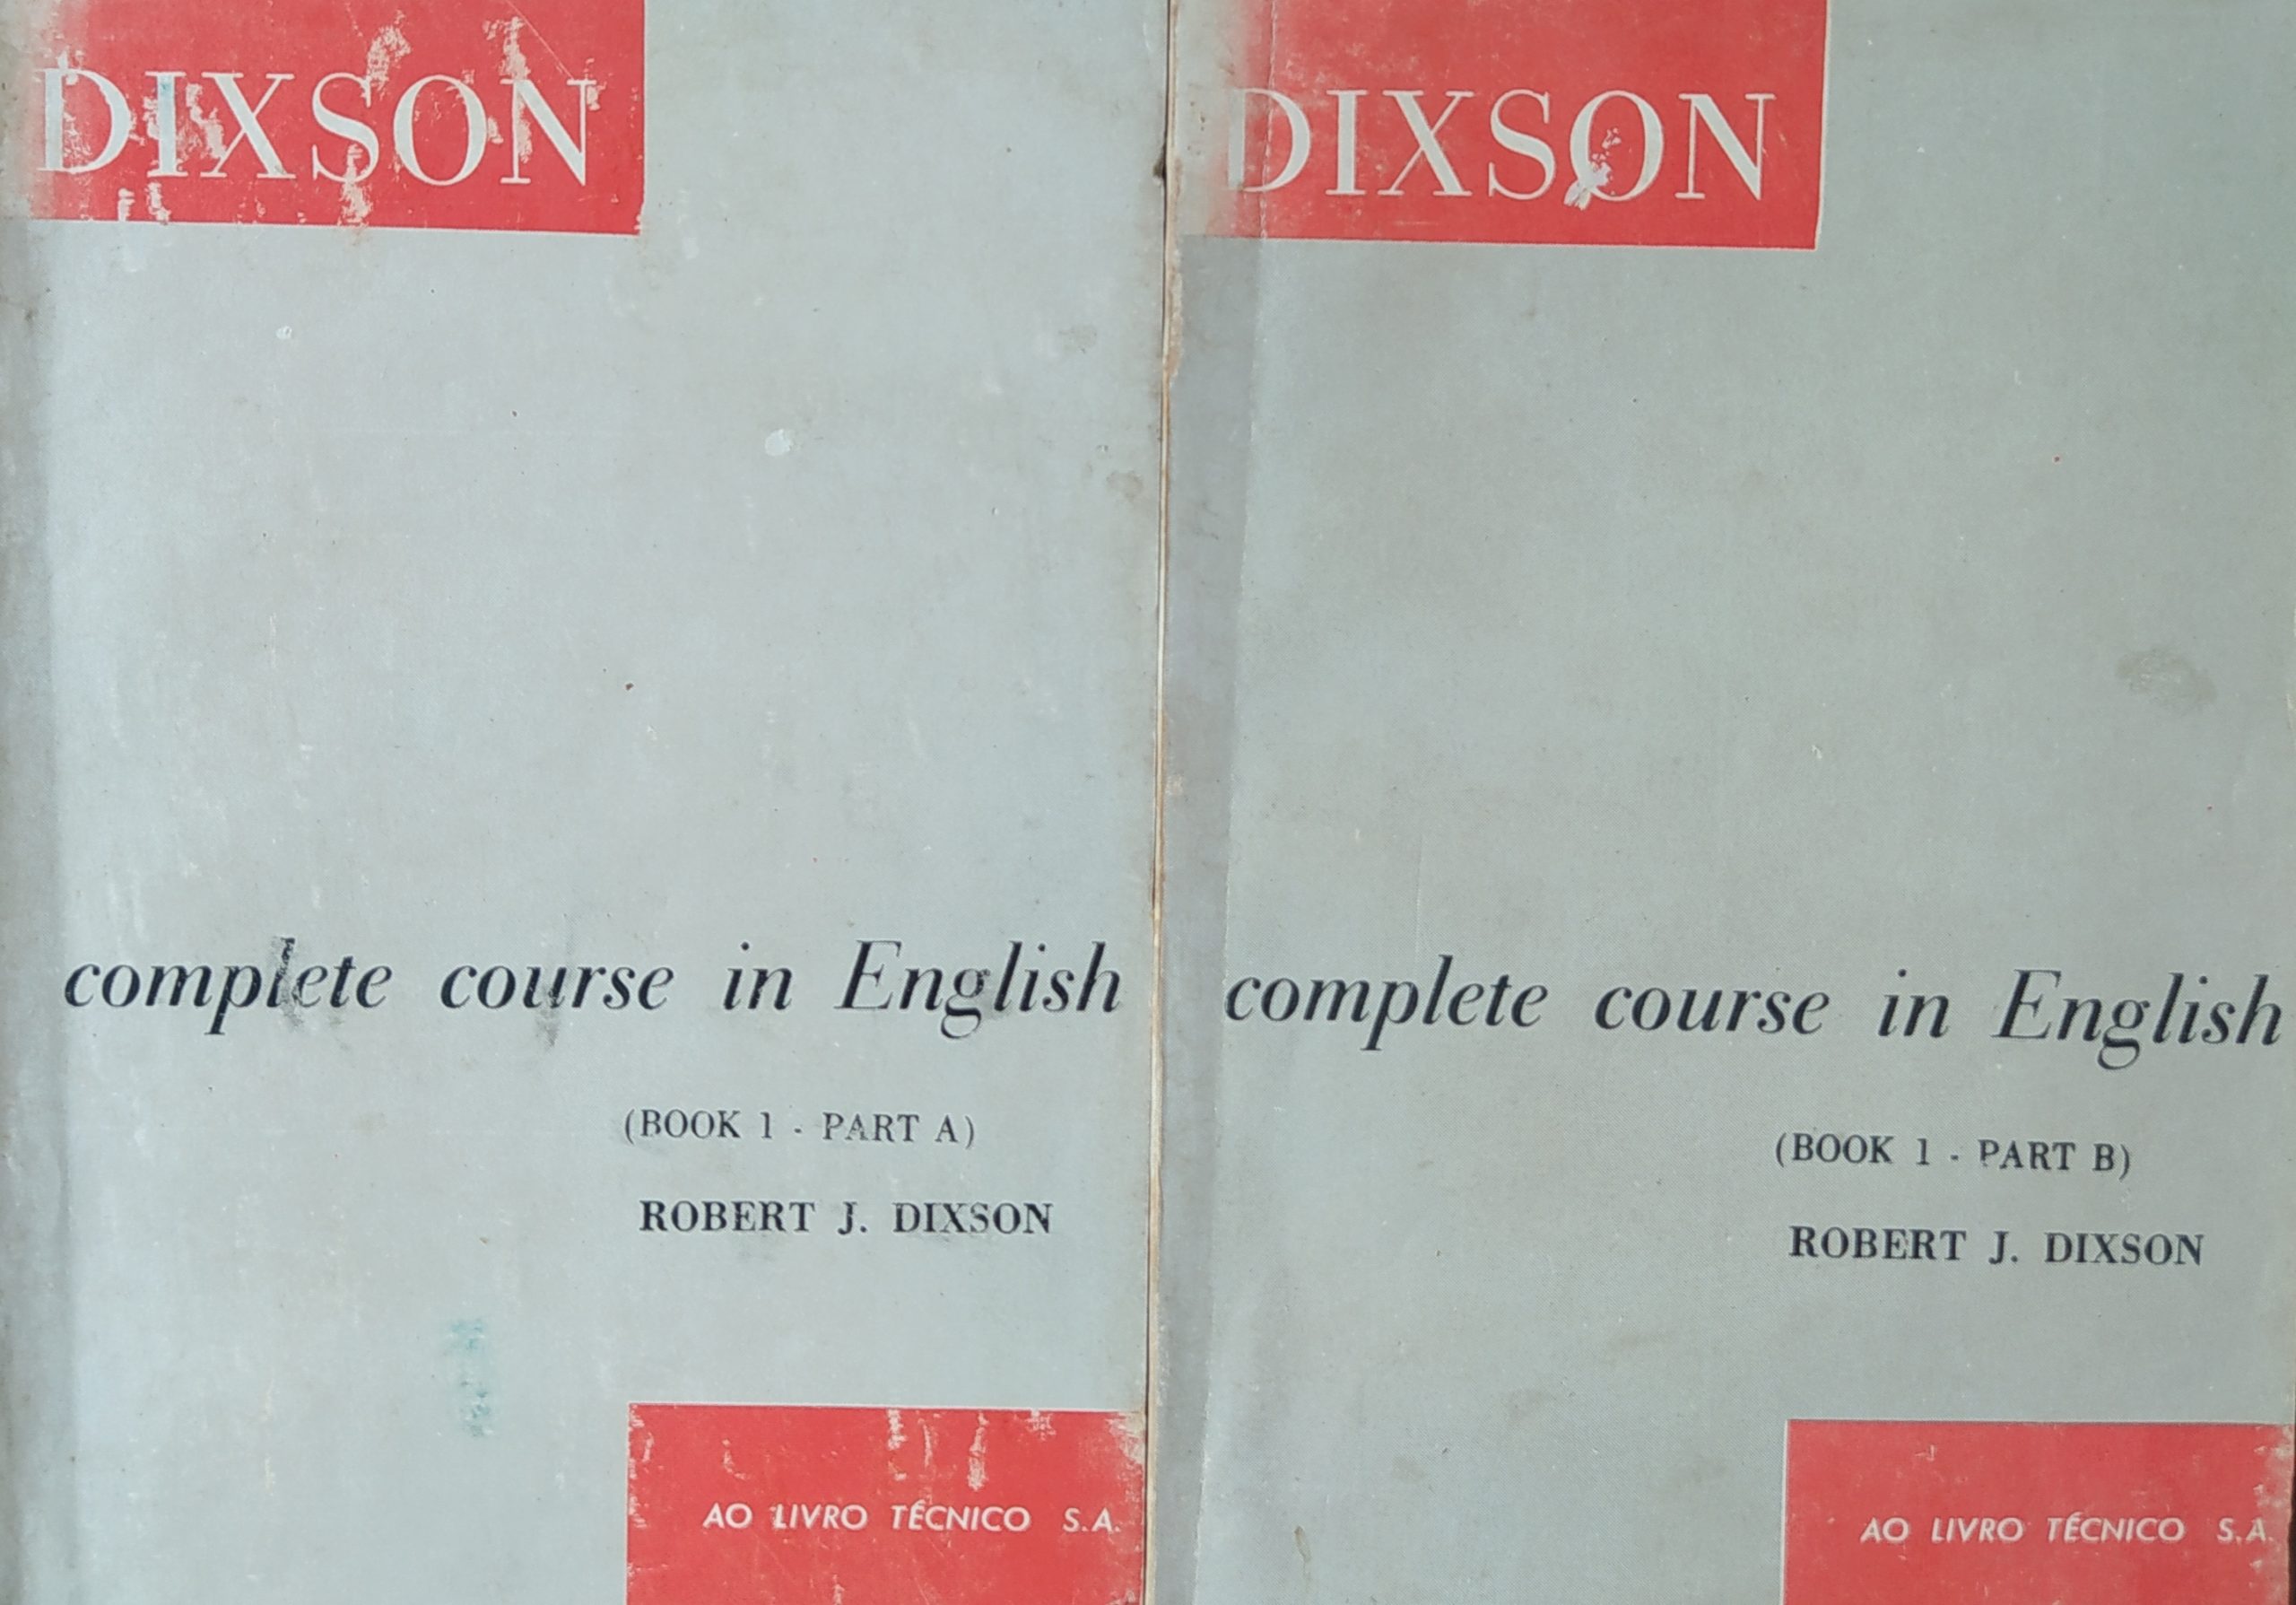 DIXSON
complete course in English
(BOOK 1 - PART A)
ROBERT J. DIXSON
AO LIVRO TÉCNICO S.A.
DIXSON
complete course in English
(BOOK 1 - PART B)
ROBERT J. DIXSON
AO LIVRO TÉCNICO S.A.